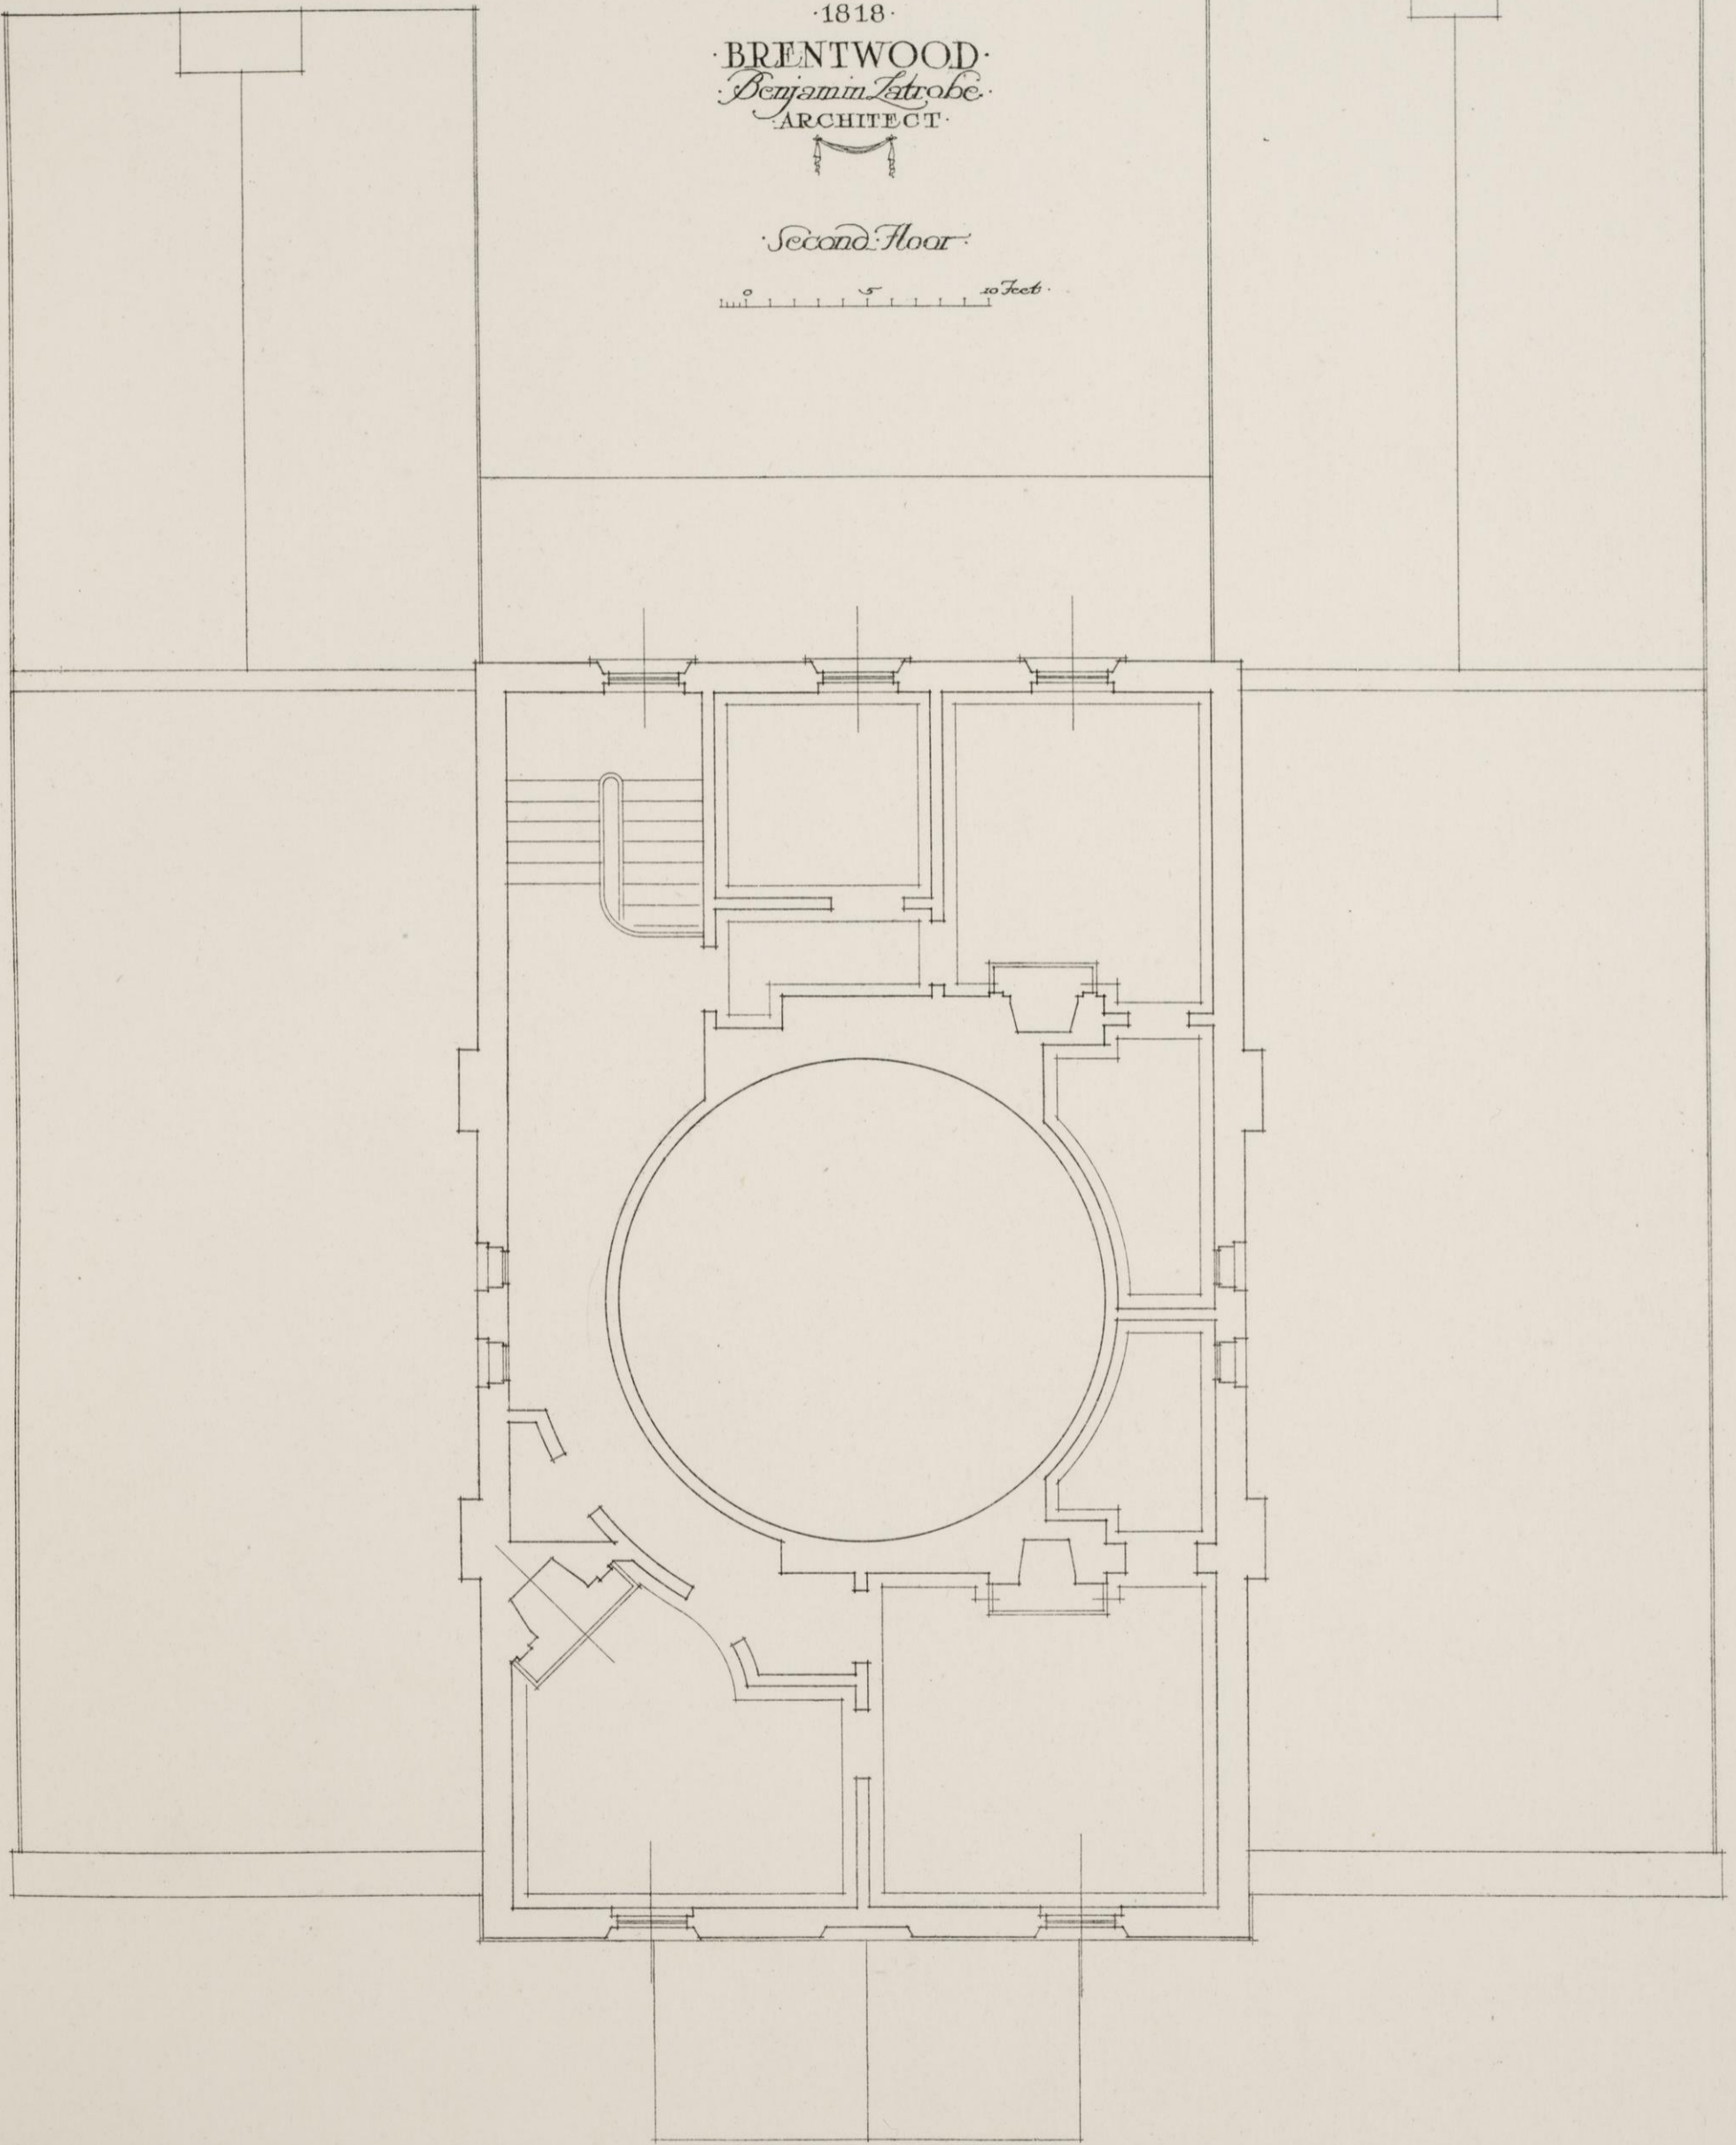 ·1818·
·BRENTWOOD·
·Benjamin Latrobe·
·ARCHITECT·
·Second·Floor·
0 5 10 Feet·